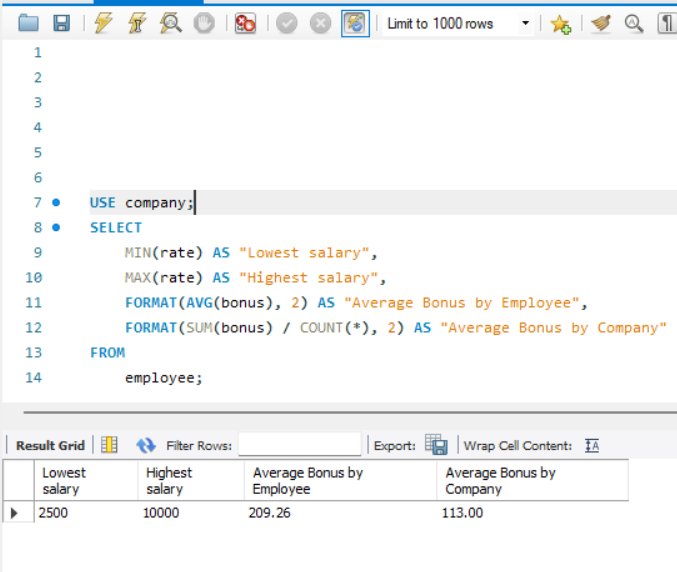 Limit to 1000 rows
1
2
3
4
5
6
7 USE company;
8 SELECT
9 MIN(rate) AS "Lowest salary",
10 MAX(rate) AS "Highest salary",
11 FORMAT(AVG(bonus), 2) AS "Average Bonus by Employee",
12 FORMAT(SUM(bonus) / COUNT(*), 2) AS "Average Bonus by Company"
13 FROM
14 employee;
Result Grid Filter Rows: Export: Wrap Cell Content:
Lowest Highest Average Bonus by Average Bonus by
salary salary Employee Company
2500 10000 209.26 113.00